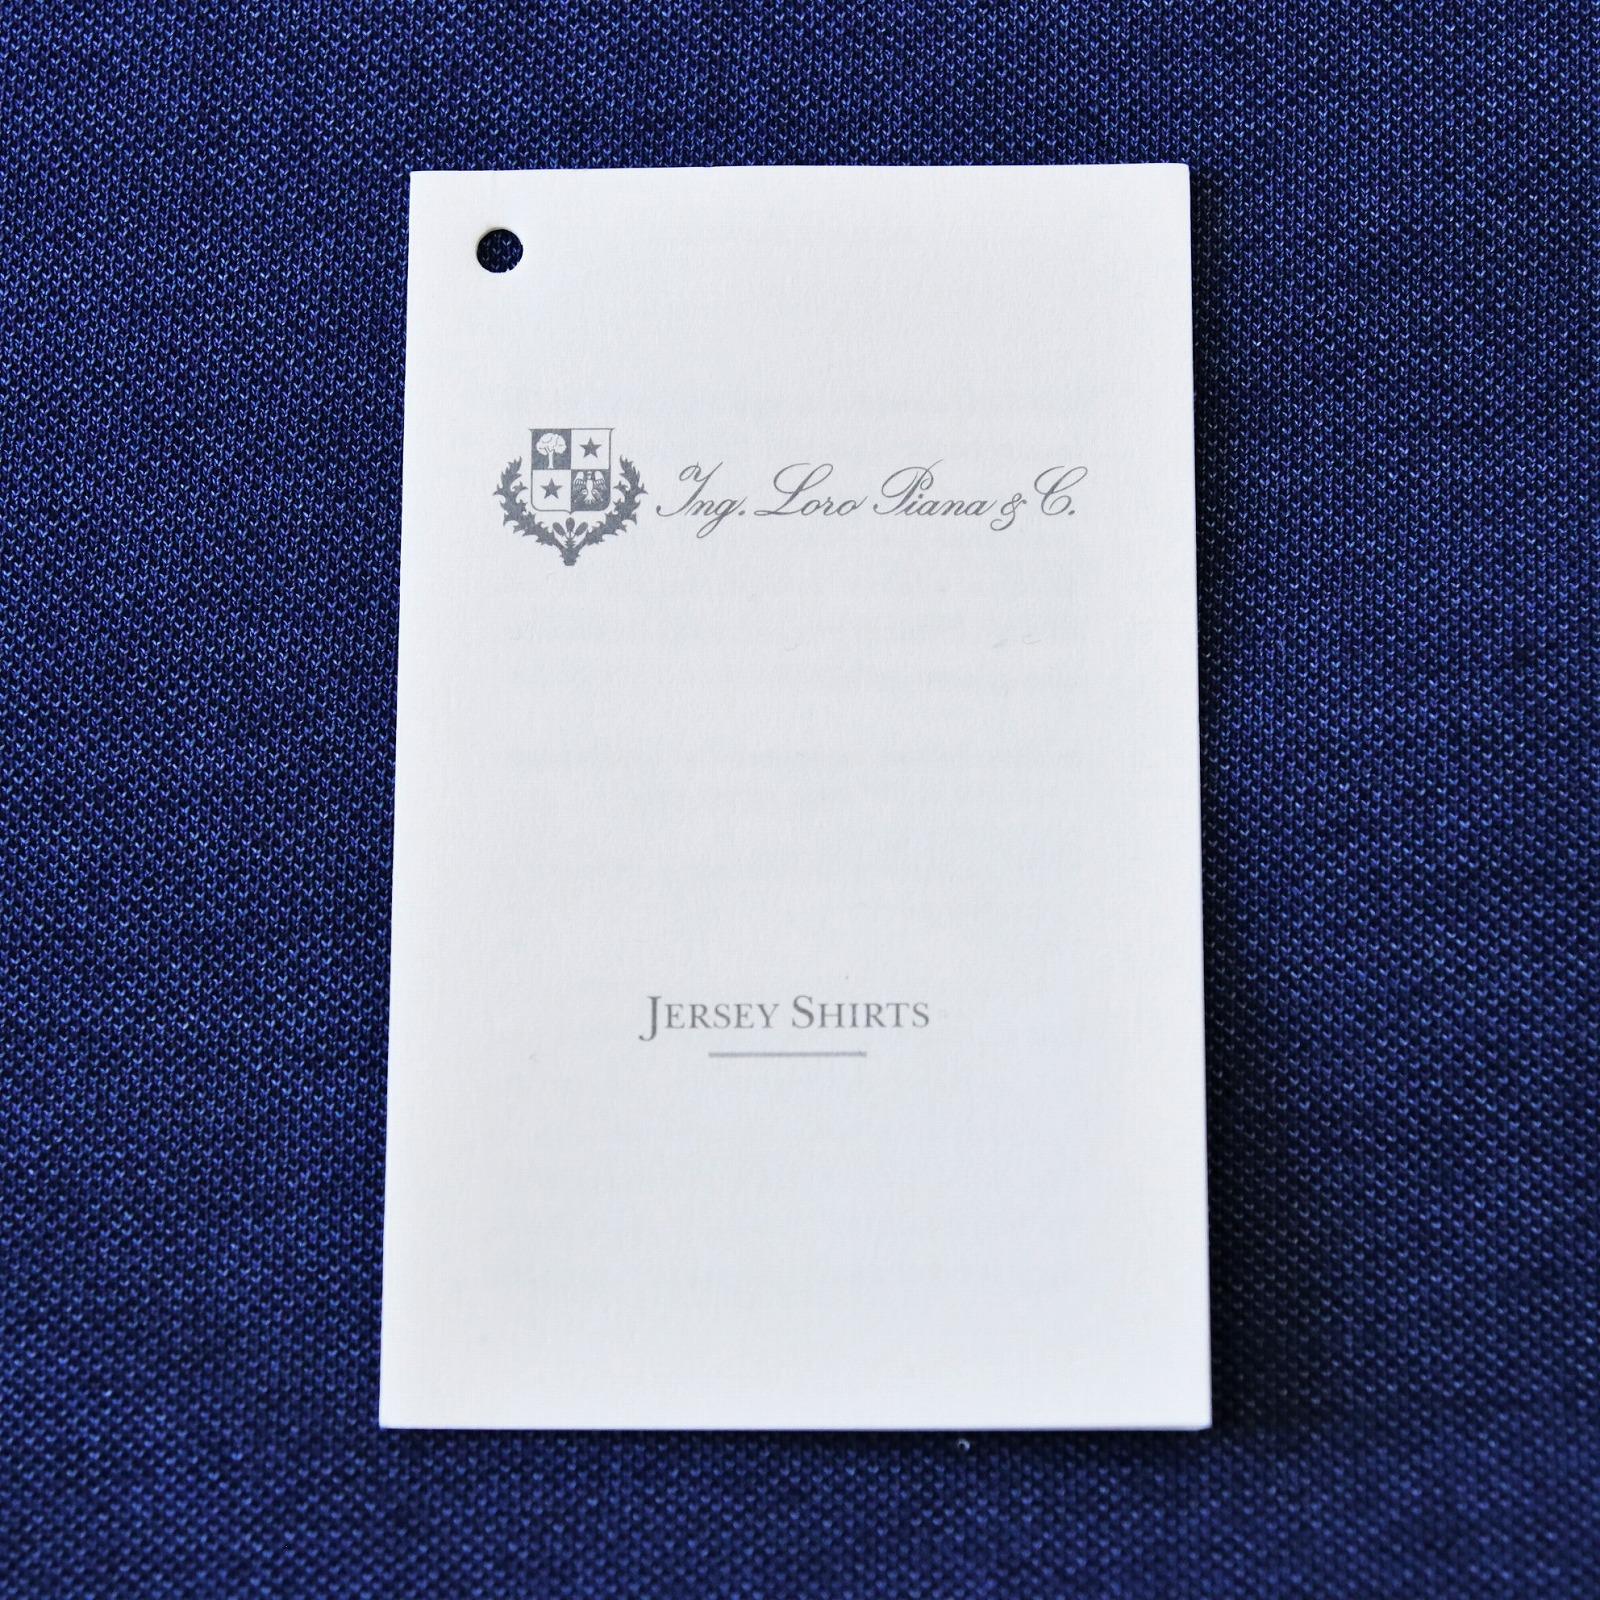 Ing. Loro Piana & C.
JERSEY SHIRTS